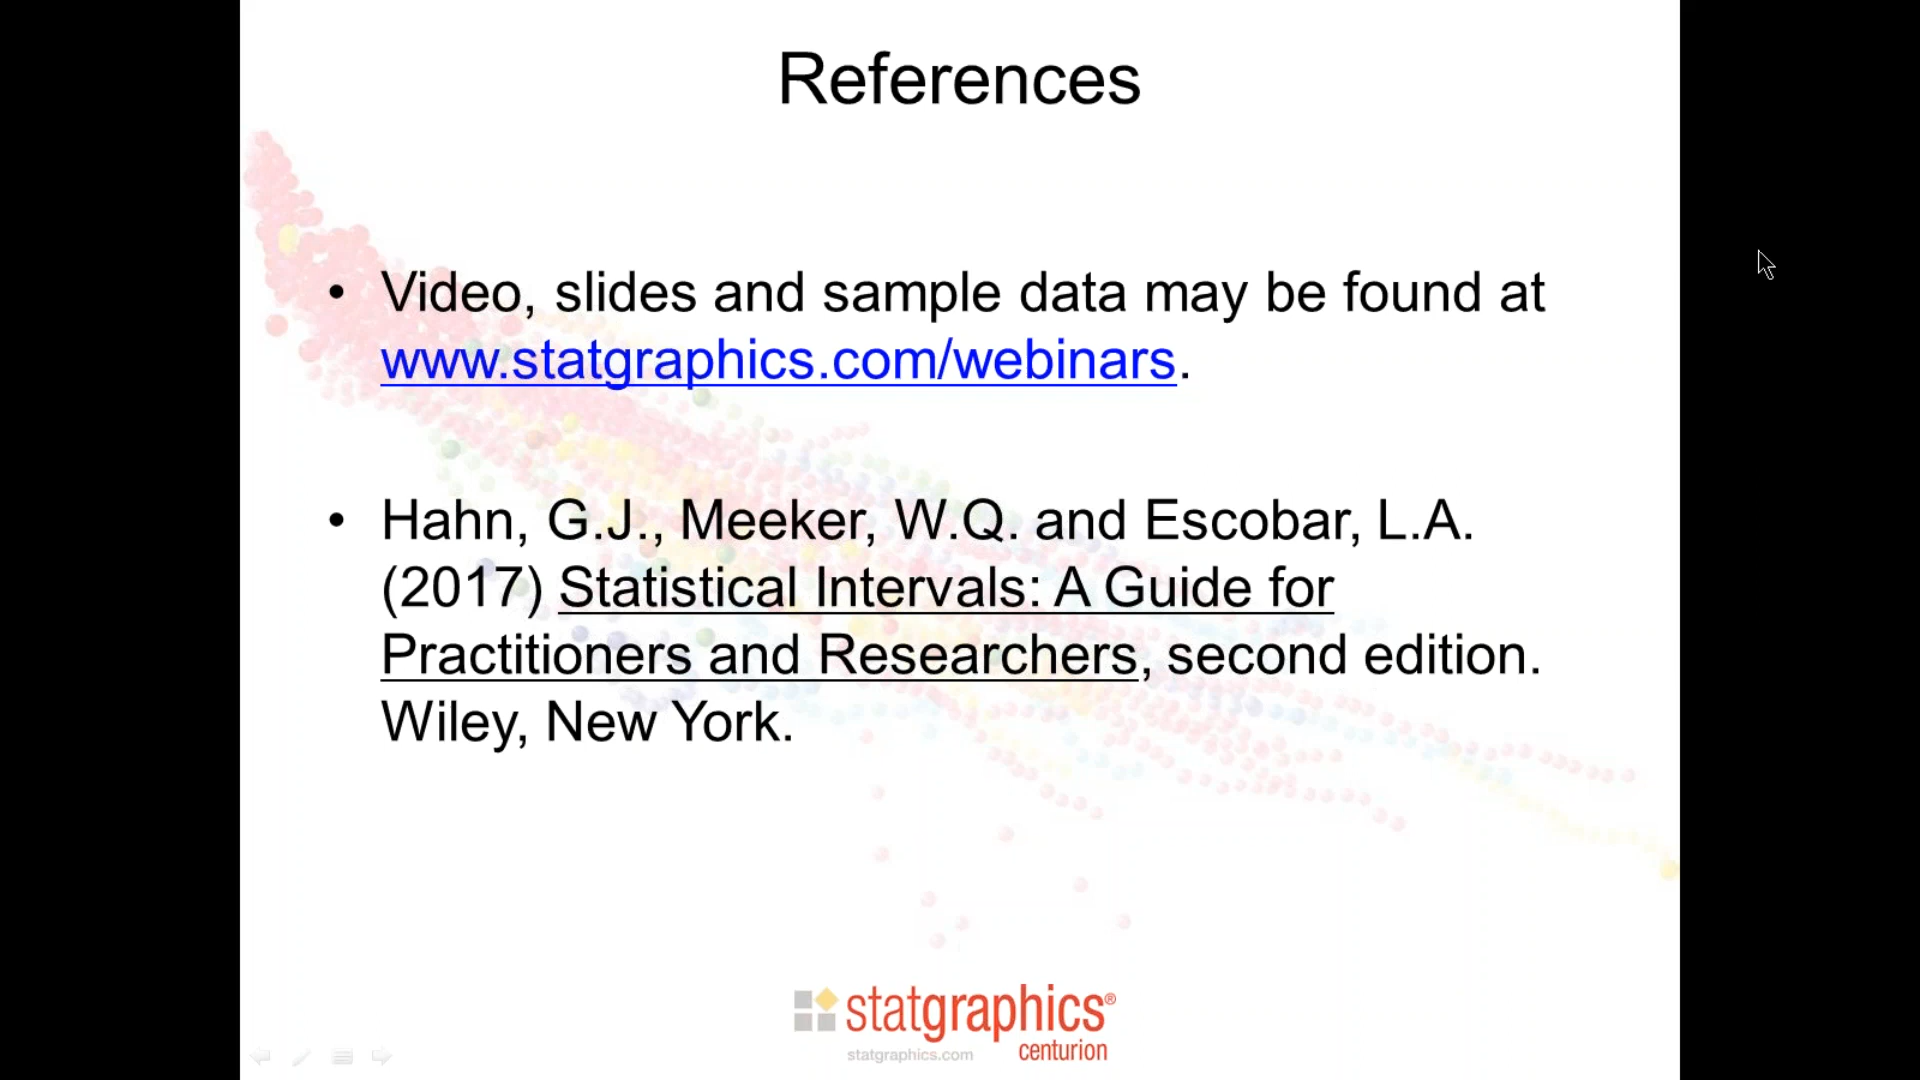 References
• Video, slides and sample data may be found at
www.statgraphics.com/webinars.
• Hahn, G.J., Meeker, W.Q. and Escobar, L.A.
(2017) Statistical Intervals: A Guide for
Practitioners and Researchers, second edition.
Wiley, New York.
statgraphics®
statgraphics.com centurion